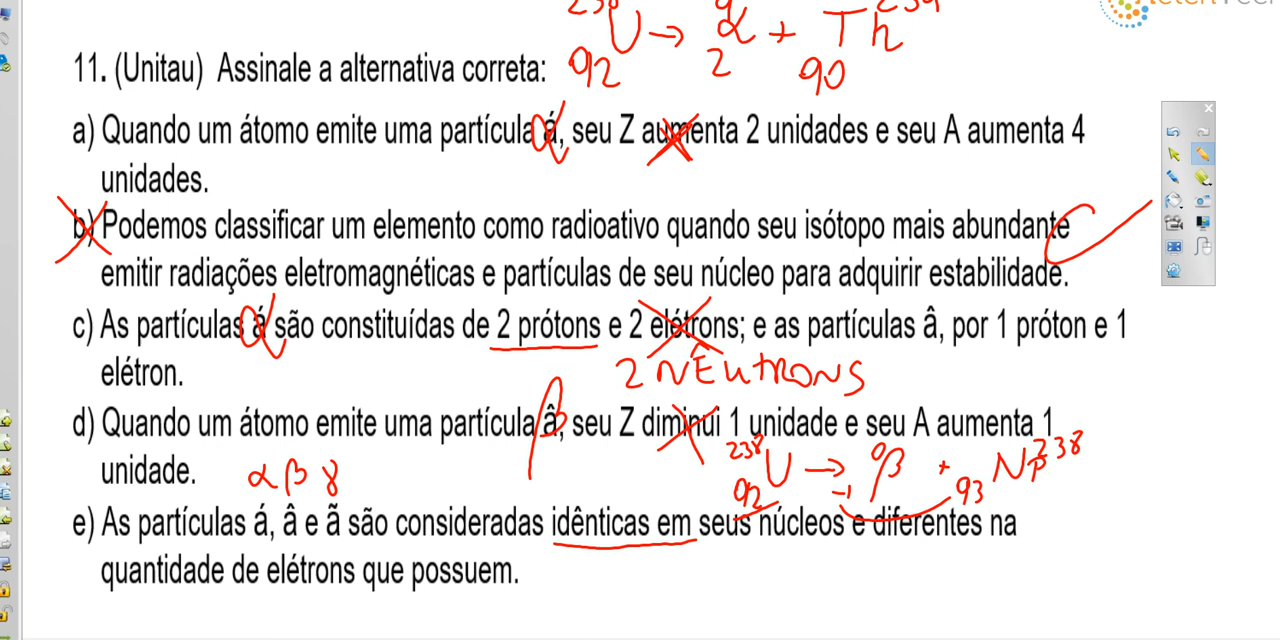 238 4 234
U → α + Th
92 2 90
11. (Unitau) Assinale a alternativa correta:
a) Quando um átomo emite uma partícula á, seu Z aumenta 2 unidades e seu A aumenta 4
α
unidades.
b) Podemos classificar um elemento como radioativo quando seu isótopo mais abundante
emitir radiações eletromagnéticas e partículas de seu núcleo para adquirir estabilidade.
C
c) As partículas á são constituídas de 2 prótons e 2 elétrons; e as partículas â, por 1 próton e 1
α
elétron.
2 NÊUTRONS
d) Quando um átomo emite uma partícula â, seu Z diminui 1 unidade e seu A aumenta 1
β
unidade.
α β γ
238 0 238
U → β + Np
92 -1 93
e) As partículas á, â e ã são consideradas idênticas em seus núcleos e diferentes na
quantidade de elétrons que possuem.